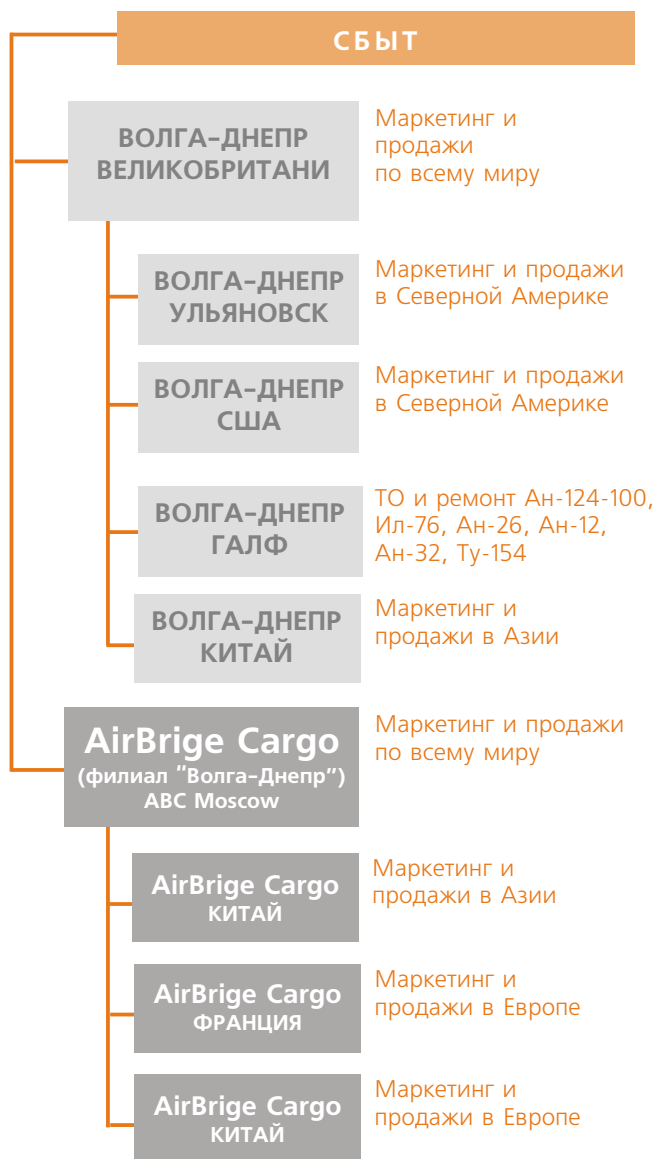 СБЫТ
ВОЛГА-ДНЕПР
ВЕЛИКОБРИТАНИ
Маркетинг и
продажи
по всему миру
ВОЛГА-ДНЕПР
УЛЬЯНОВСК
Маркетинг и продажи
в Северной Америке
ВОЛГА-ДНЕПР
США
Маркетинг и продажи
в Северной Америке
ВОЛГА-ДНЕПР
ГАЛФ
ТО и ремонт Ан-124-100,
Ил-76, Ан-26, Ан-12,
Ан-32, Ту-154
ВОЛГА-ДНЕПР
КИТАЙ
Маркетинг и
продажи в Азии
AirBrige Cargo
(филиал "Волга-Днепр")
ABC Moscow
Маркетинг и продажи
по всему миру
AirBrige Cargo
КИТАЙ
Маркетинг и
продажи в Азии
AirBrige Cargo
ФРАНЦИЯ
Маркетинг и
продажи в Европе
AirBrige Cargo
КИТАЙ
Маркетинг и
продажи в Европе